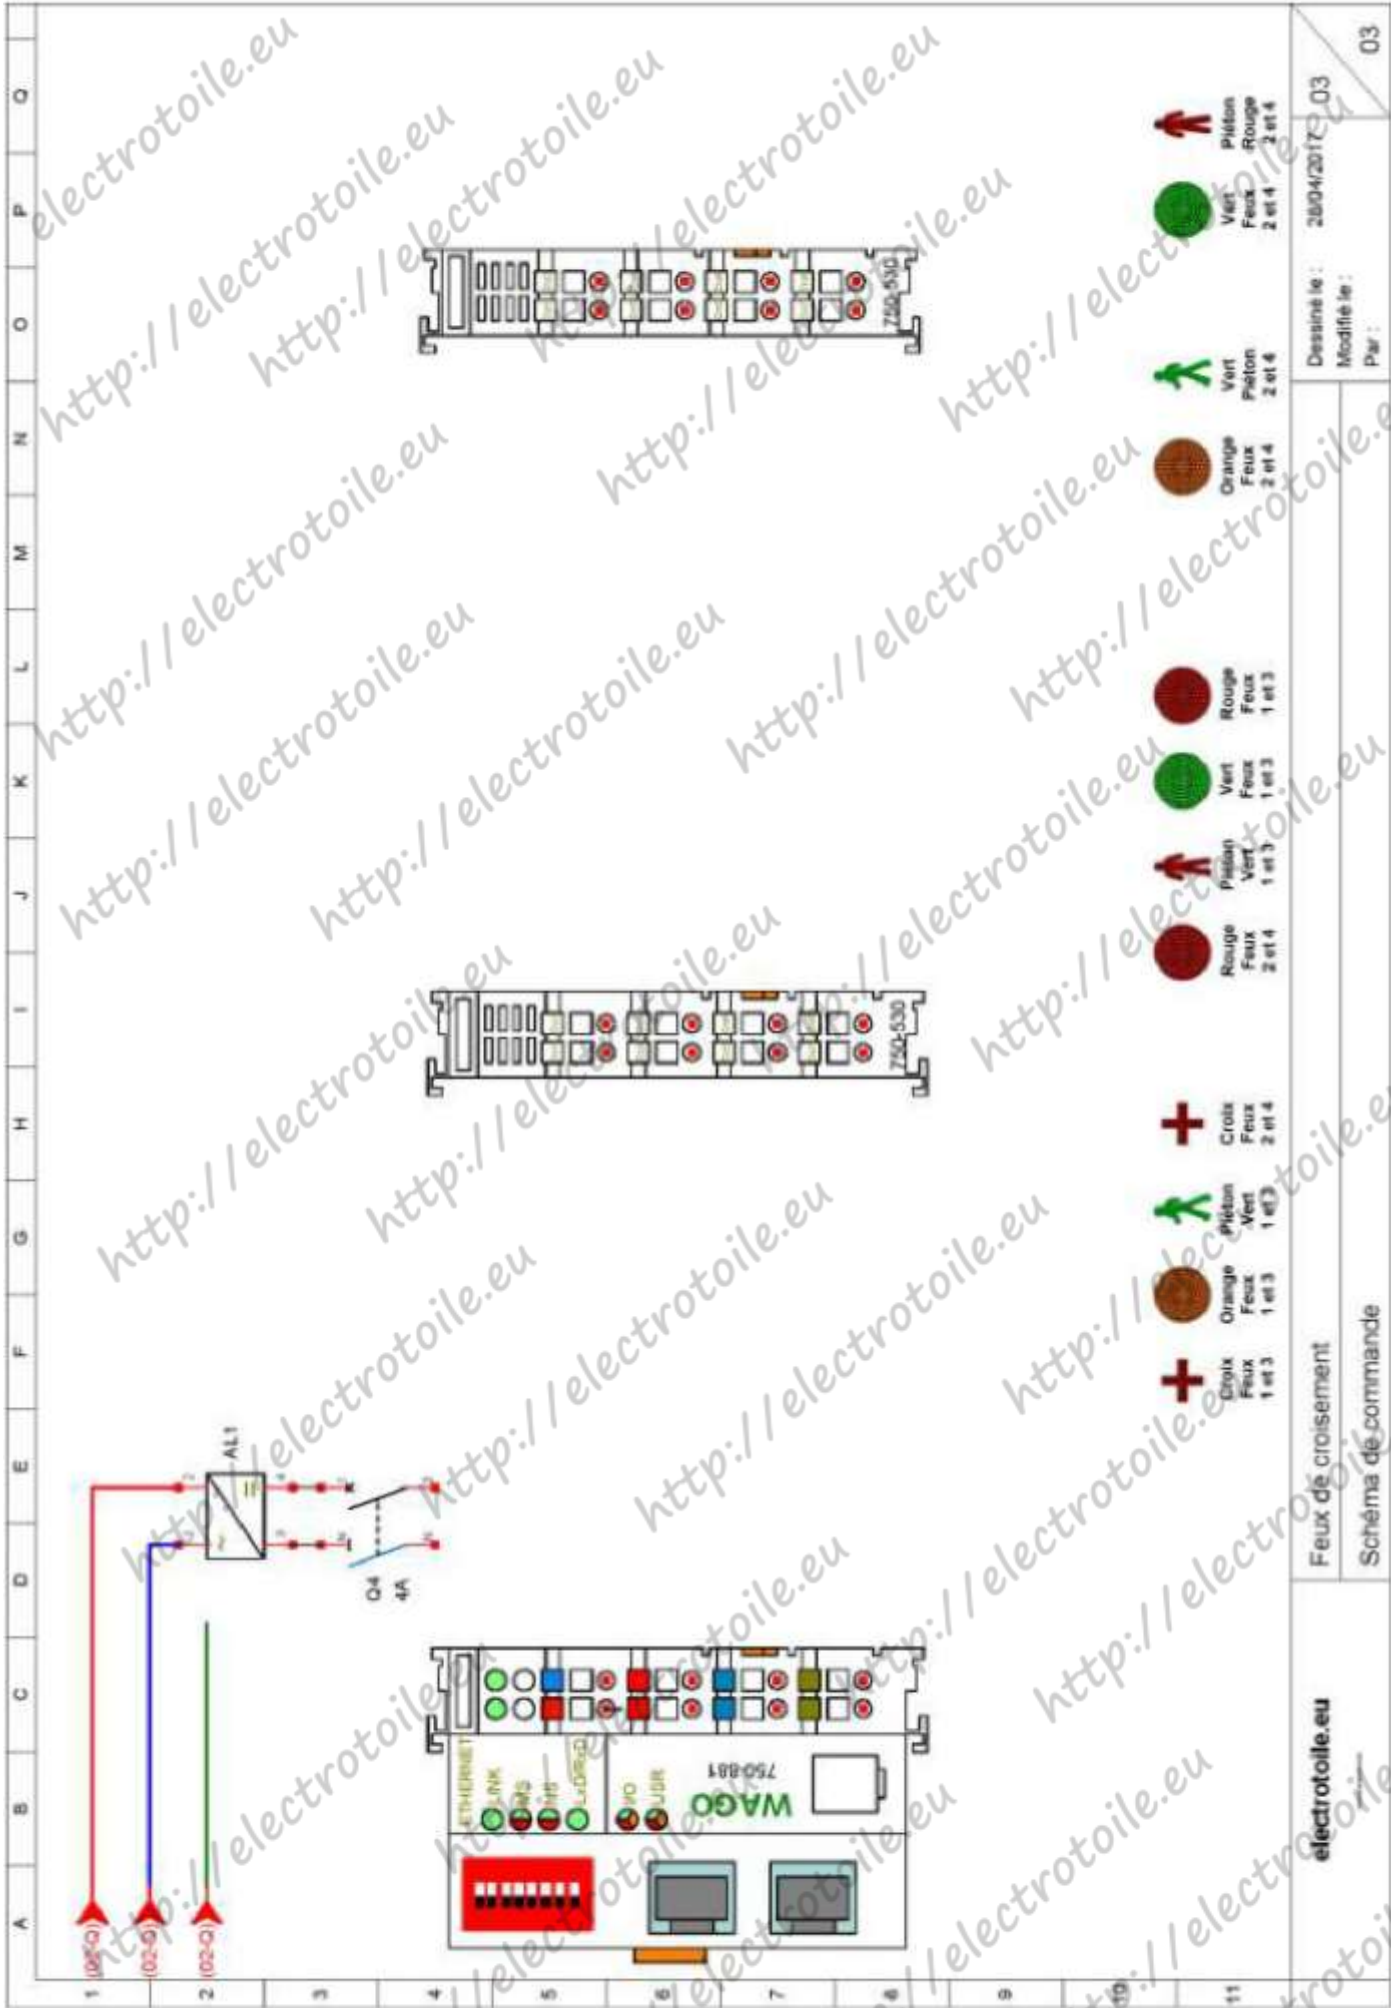 A B C D E F G H I J K L M N O P Q
1
2
3
4
5
6
7
8
9
10
11
(02-Q)
(02-Q)
AL1
Q4
4A
ETHERNET
LINK
MS
NS
I/O
USR
WAGO
750-881
750-530
750-530
Croix
Feux
1 et 3
Orange
Feux
1 et 3
Piéton
Vert
1 et 3
Croix
Feux
2 et 4
Rouge
Feux
2 et 4
Piéton
Vert
1 et 3
Vert
Feux
1 et 3
Rouge
Feux
1 et 3
Orange
Feux
2 et 4
Vert
Piéton
2 et 4
Vert
Feux
2 et 4
Piéton
Rouge
2 et 4
electrotoile.eu
Feux de croisement
Schéma de commande
Dessiné le : 28/04/2017
Modifié le :
Par :
03
03
http://electrotoile.eu